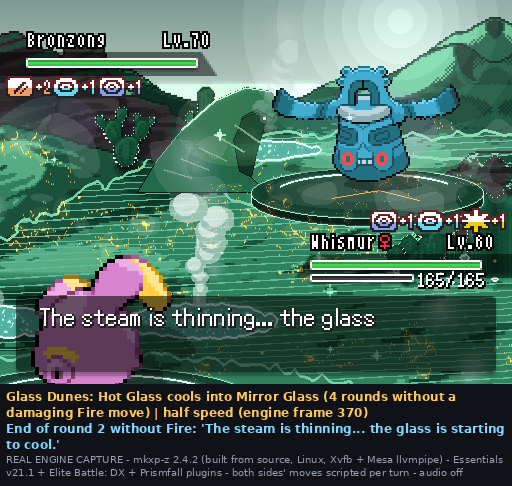 Bronzong Lv.70
+2 +1 +1
+1 +1 +1
Whismur♀ Lv.60
165/165
The steam is thinning... the glass
Glass Dunes: Hot Glass cools into Mirror Glass (4 rounds without a
damaging Fire move) | half speed (engine frame 370)
End of round 2 without Fire: 'The steam is thinning... the glass is starting
to cool.'
REAL ENGINE CAPTURE - mkxp-z 2.4.2 (built from source, Linux, Xvfb + Mesa llvmpipe) - Essentials
v21.1 + Elite Battle: DX + Prismfall plugins - both sides' moves scripted per turn - audio off